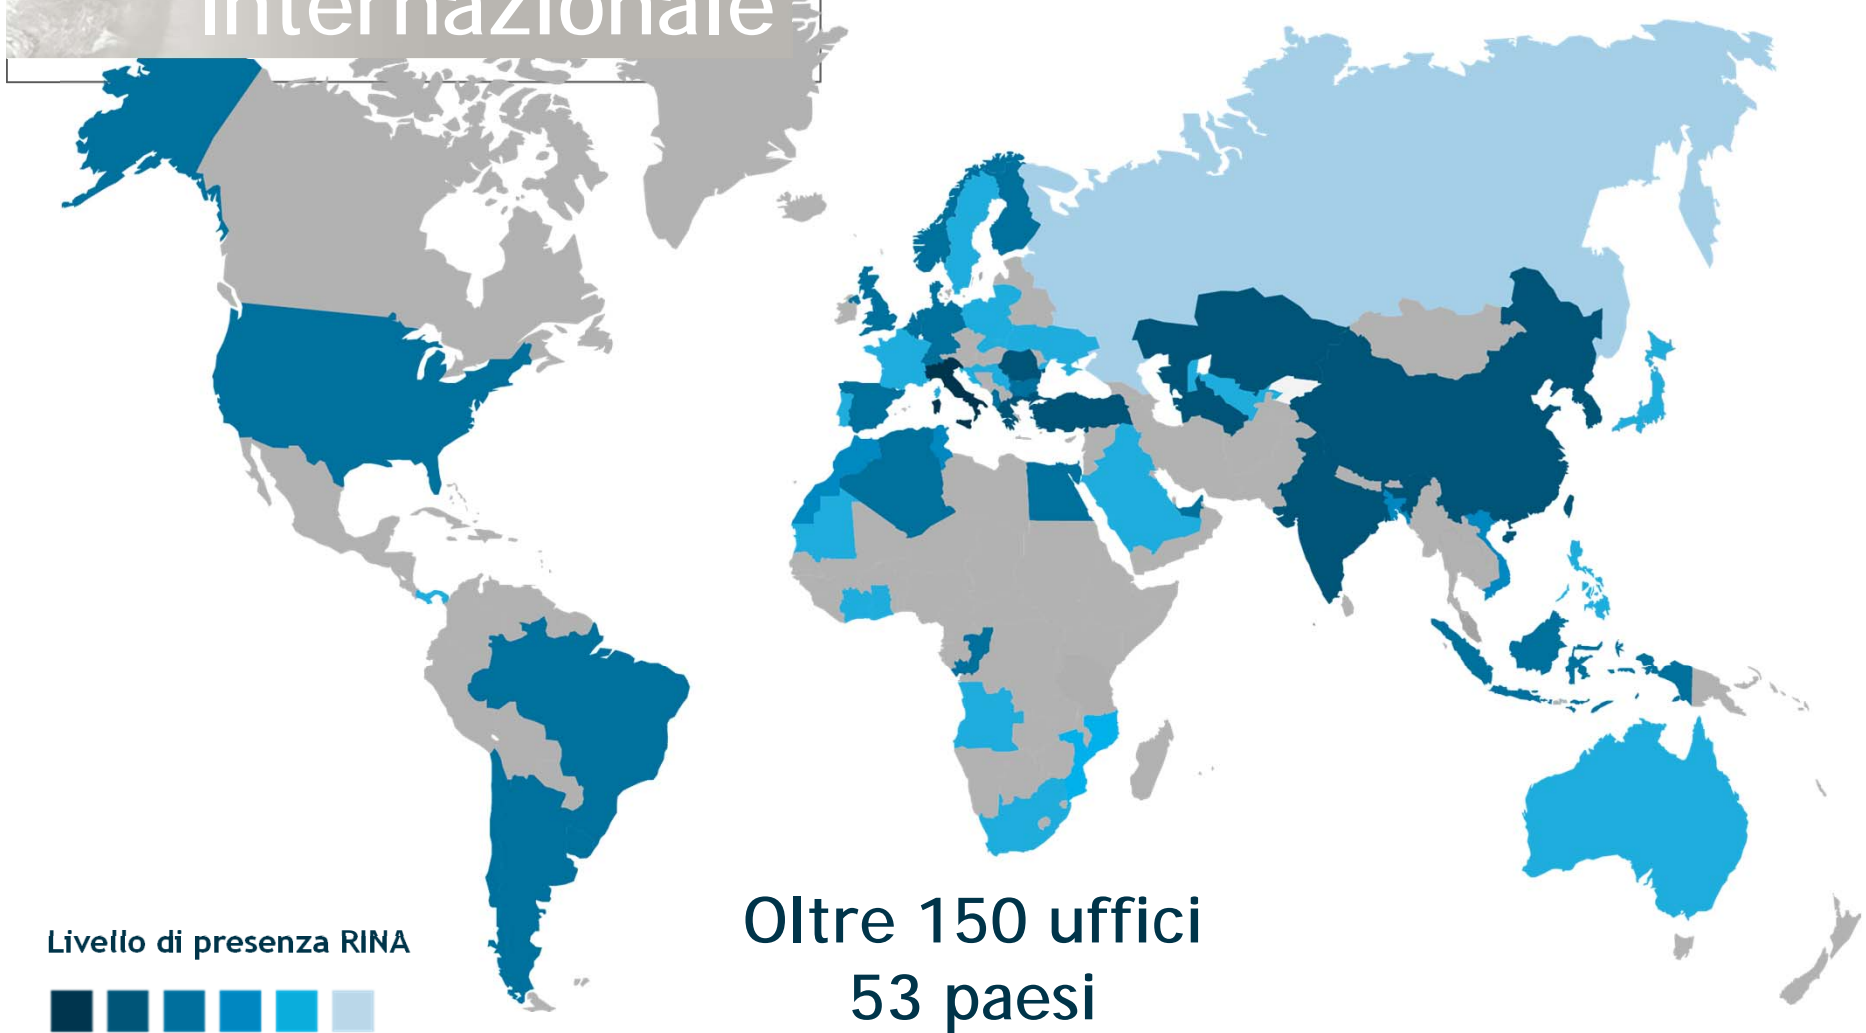 internazionale
Livello di presenza RINA
Oltre 150 uffici
53 paesi